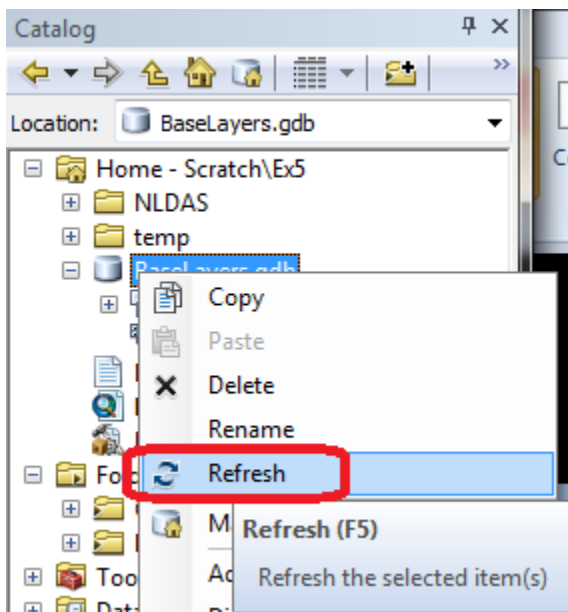 Catalog
Location: BaseLayers.gdb
Home - Scratch\Ex5
NLDAS
temp
BaseLayers.gdb
Copy
Paste
Delete
Rename
Refresh
Refresh (F5)
Refresh the selected item(s)